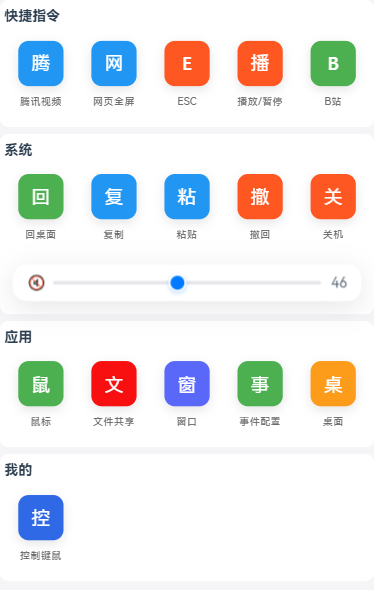 快捷指令
腾 网 E 播 B
腾讯视频 网页全屏 ESC 播放/暂停 B站
系统
回 复 粘 撤 关
回桌面 复制 粘贴 撤回 关机
46
应用
鼠 文 窗 事 桌
鼠标 文件共享 窗口 事件配置 桌面
我的
控
控制键鼠